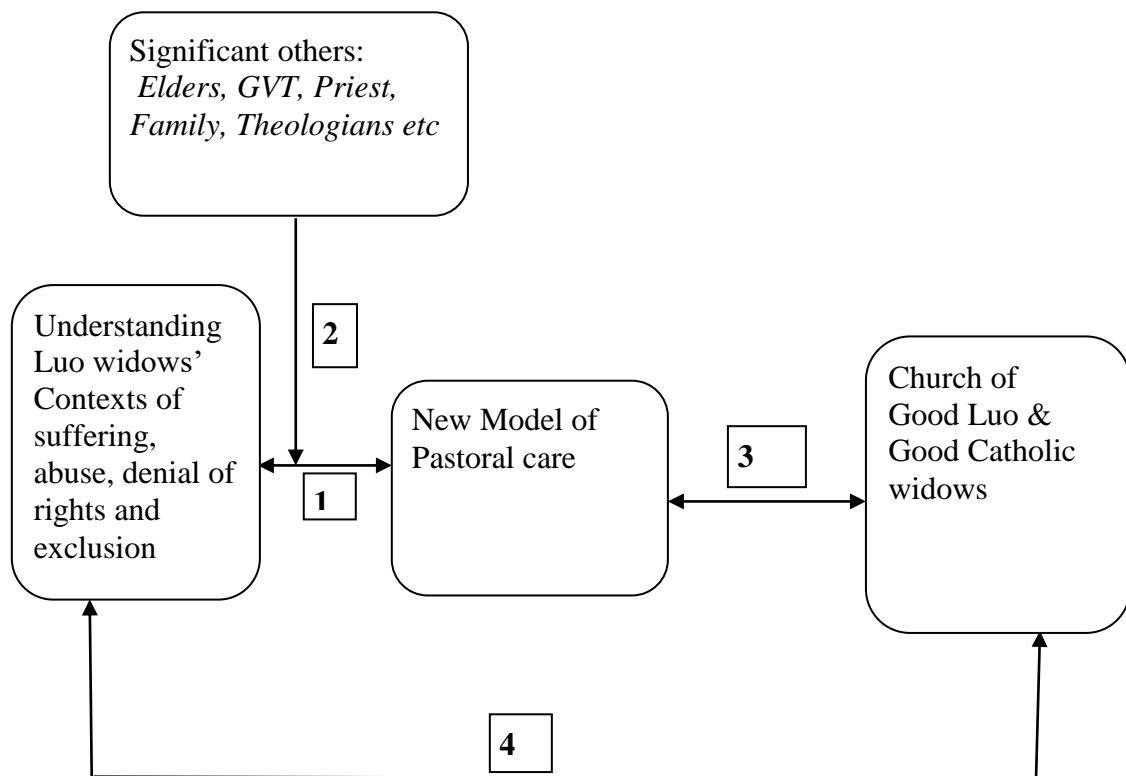 Significant others:
Elders, GVT, Priest,
Family, Theologians etc
2
Understanding
Luo widows’
Contexts of
suffering,
abuse, denial of
rights and
exclusion
1
New Model of
Pastoral care
3
Church of
Good Luo &
Good Catholic
widows
4